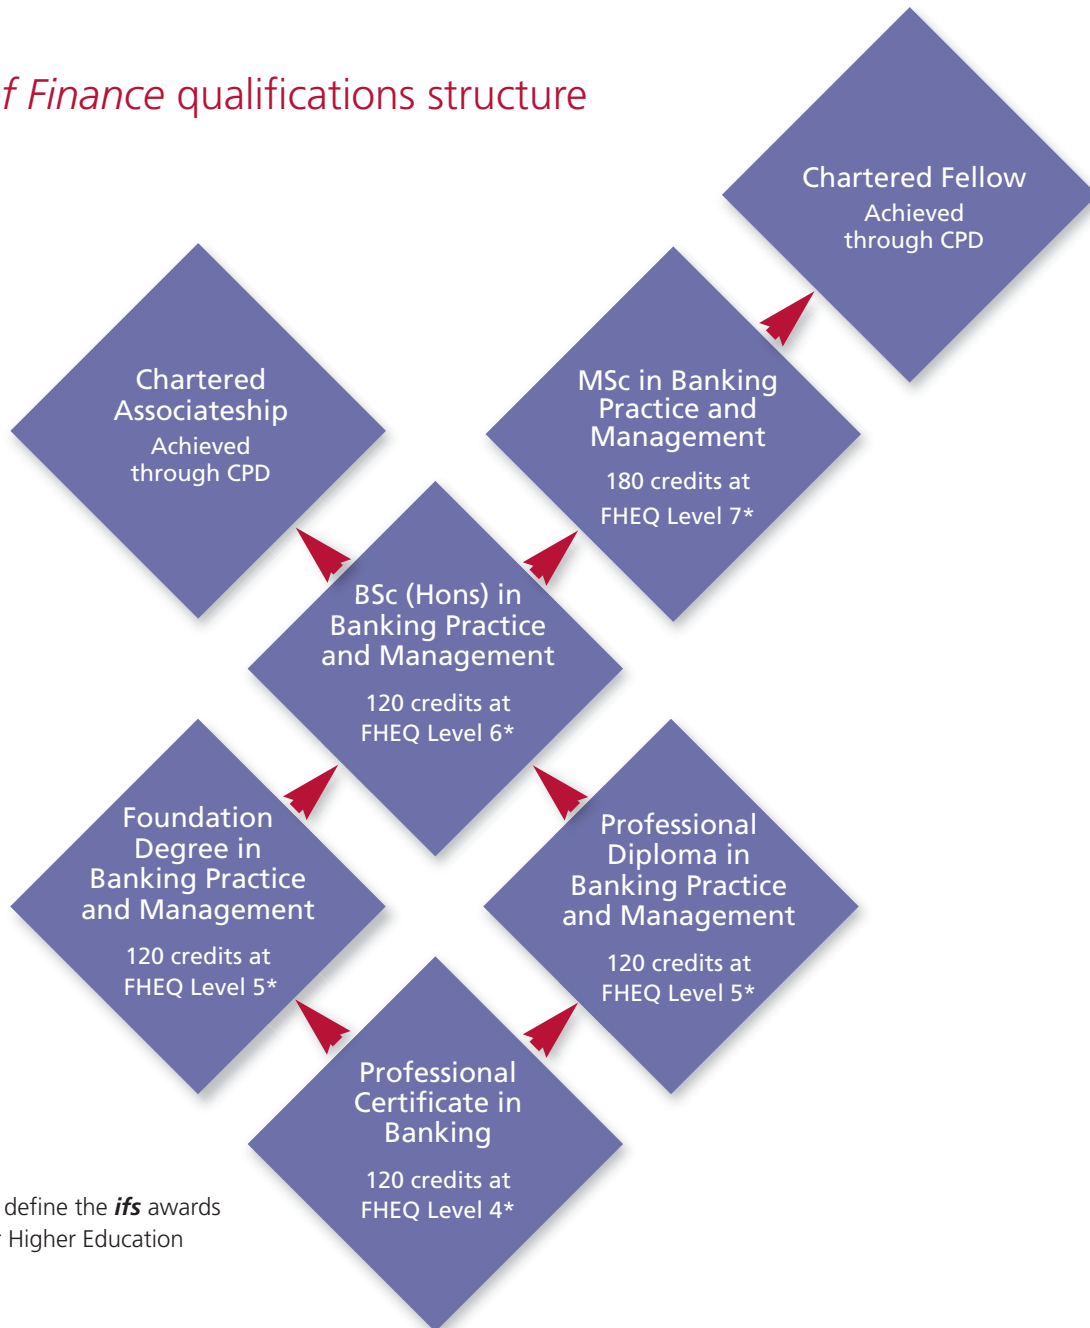 f Finance qualifications structure
Chartered Fellow
Achieved
through CPD
Chartered
Associateship
Achieved
through CPD
MSc in Banking
Practice and
Management
180 credits at
FHEQ Level 7*
BSc (Hons) in
Banking Practice
and Management
120 credits at
FHEQ Level 6*
Foundation
Degree in
Banking Practice
and Management
120 credits at
FHEQ Level 5*
Professional
Diploma in
Banking Practice
and Management
120 credits at
FHEQ Level 5*
Professional
Certificate in
Banking
120 credits at
FHEQ Level 4*
define the ifs awards
Higher Education